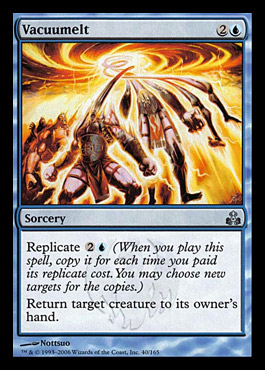 Vacuumelt 2
Sorcery
Replicate 2 (When you play this
spell, copy it for each time you paid
its replicate cost. You may choose new
targets for the copies.)
Return target creature to its owner's
hand.
Nottsuo
™ & © 1993–2006 Wizards of the Coast, Inc. 40/165